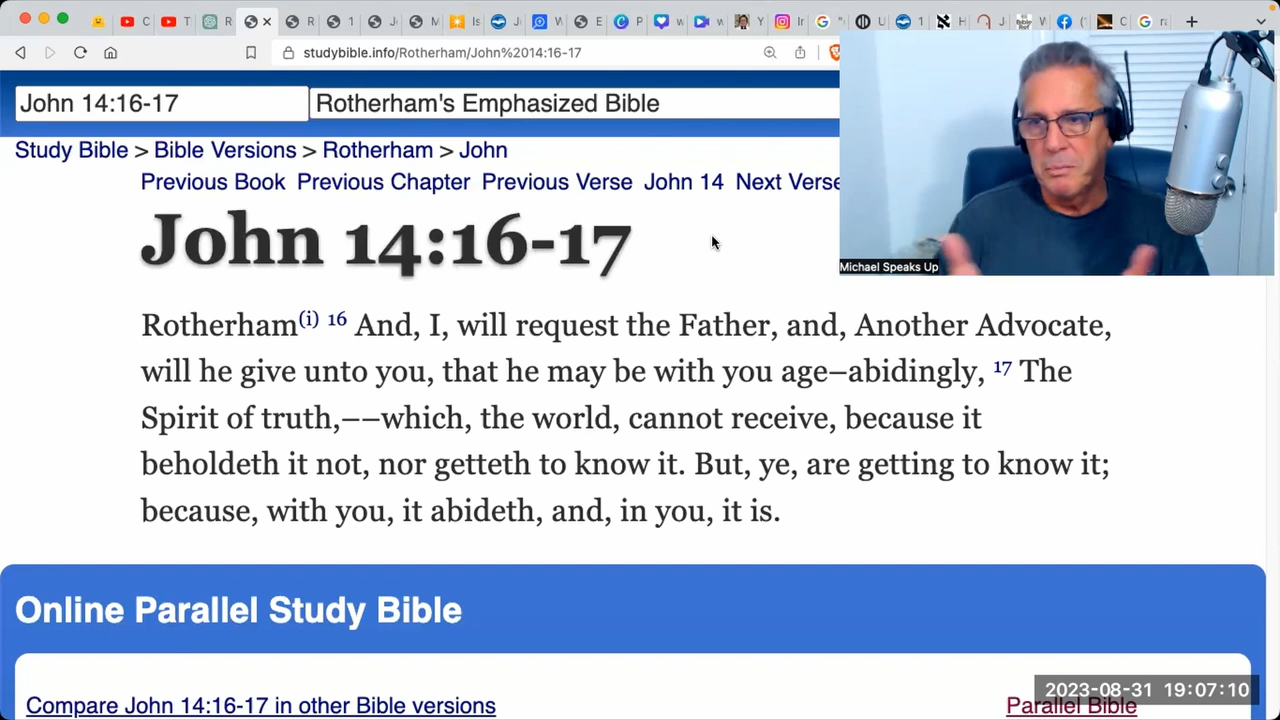 studybible.info/Rotherham/John%2014:16-17
John 14:16-17
Rotherham's Emphasized Bible
Study Bible > Bible Versions > Rotherham > John
Previous Book Previous Chapter Previous Verse John 14 Next Verse
John 14:16-17
Michael Speaks Up
Rotherham(i) 16 And, I, will request the Father, and, Another Advocate,
will he give unto you, that he may be with you age–abidingly, 17 The
Spirit of truth,––which, the world, cannot receive, because it
beholdeth it not, nor getteth to know it. But, ye, are getting to know it;
because, with you, it abideth, and, in you, it is.
Online Parallel Study Bible
Compare John 14:16-17 in other Bible versions
Parallel Bible
2023-08-31 19:07:10